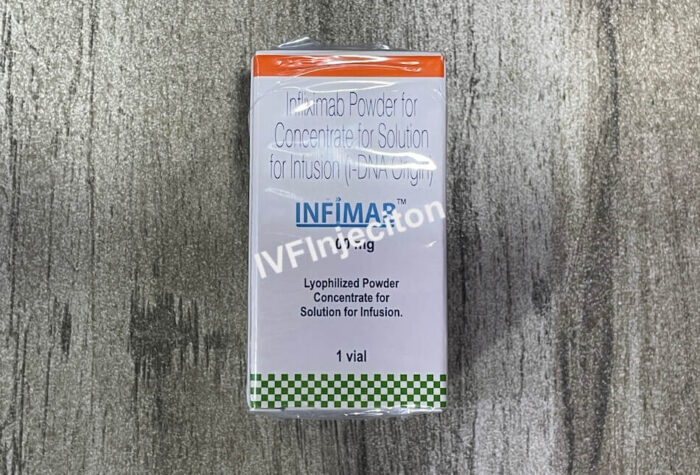 Infliximab Powder for
Concentrate for Solution
for Infusion (r-DNA Origin)
INFIMAB™
00 mg
IVFInjeciton
Lyophilized Powder
Concentrate for
Solution for Infusion.
1 vial